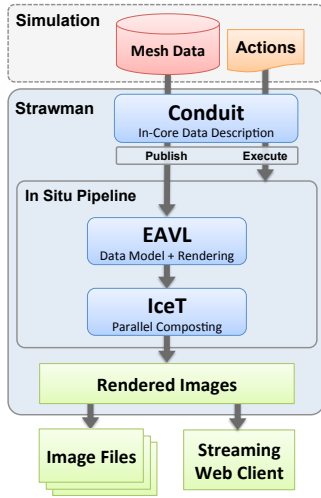 Simulation
Mesh Data
Actions
Strawman
Conduit
In-Core Data Description
Publish
Execute
In Situ Pipeline
EAVL
Data Model + Rendering
IceT
Parallel Composting
Rendered Images
Image Files
Streaming
Web Client